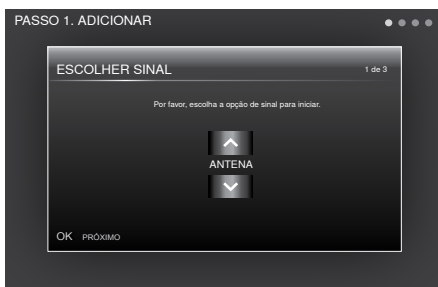 PASSO 1. ADICIONAR
ESCOLHER SINAL
1 de 3
Por favor, escolha a opção de sinal para iniciar.
ANTENA
OK PRÓXIMO